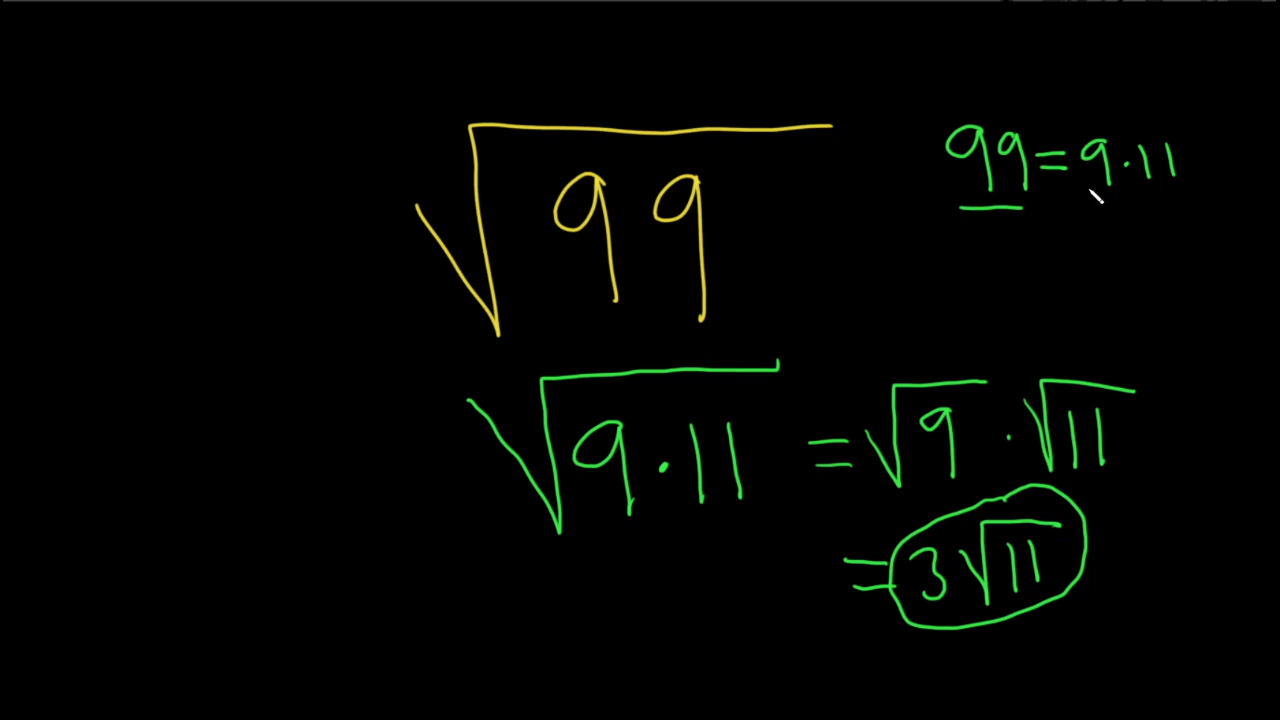 √99
99 = 9·11
√9·11 = √9 · √11
= 3√11